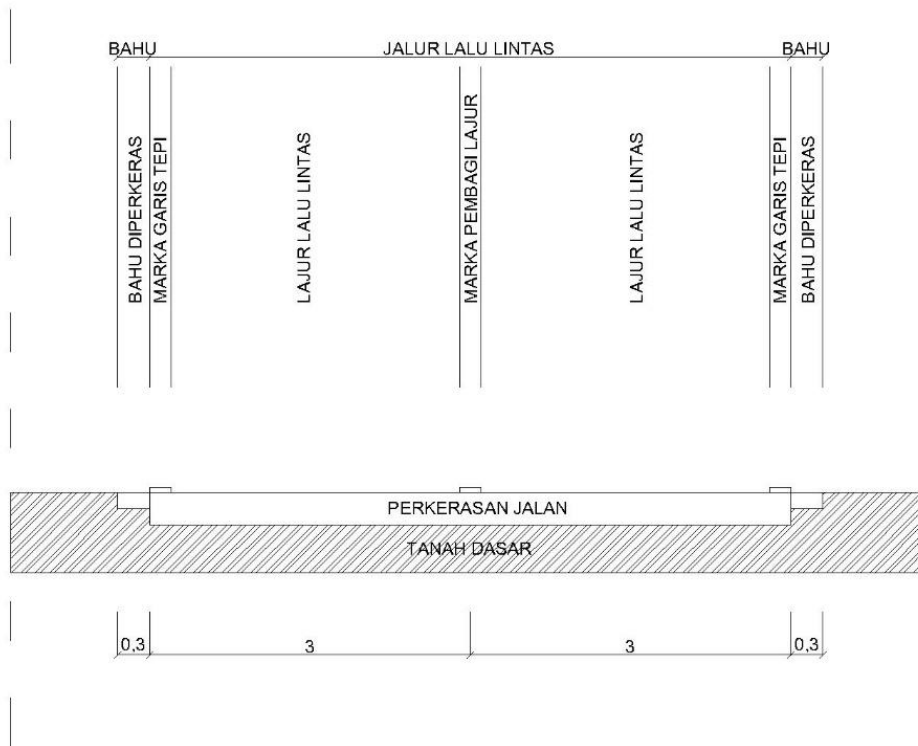 BAHU JALUR LALU LINTAS BAHU
BAHU DIPERKERAS
MARKA GARIS TEPI
LAJUR LALU LINTAS
MARKA PEMBAGI LAJUR
LAJUR LALU LINTAS
MARKA GARIS TEPI
BAHU DIPERKERAS
PERKERASAN JALAN
TANAH DASAR
0,3 3 3 0,3